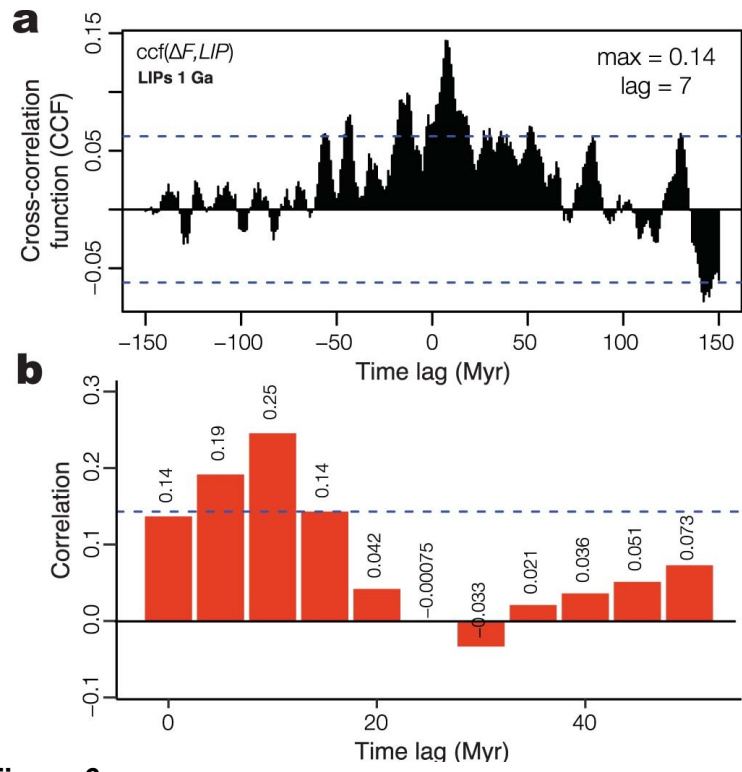 a
ccf(ΔF,LIP)
LIPs 1 Ga
max = 0.14
lag = 7
Cross-correlation
function (CCF)
0.15
0.05
−0.05
−150 −100 −50 0 50 100 150
Time lag (Myr)
b
Correlation
0.3
0.2
0.1
0.0
−0.1
0.14
0.19
0.25
0.14
0.042
−0.00075
−0.033
0.021
0.036
0.051
0.073
0 20 40
Time lag (Myr)